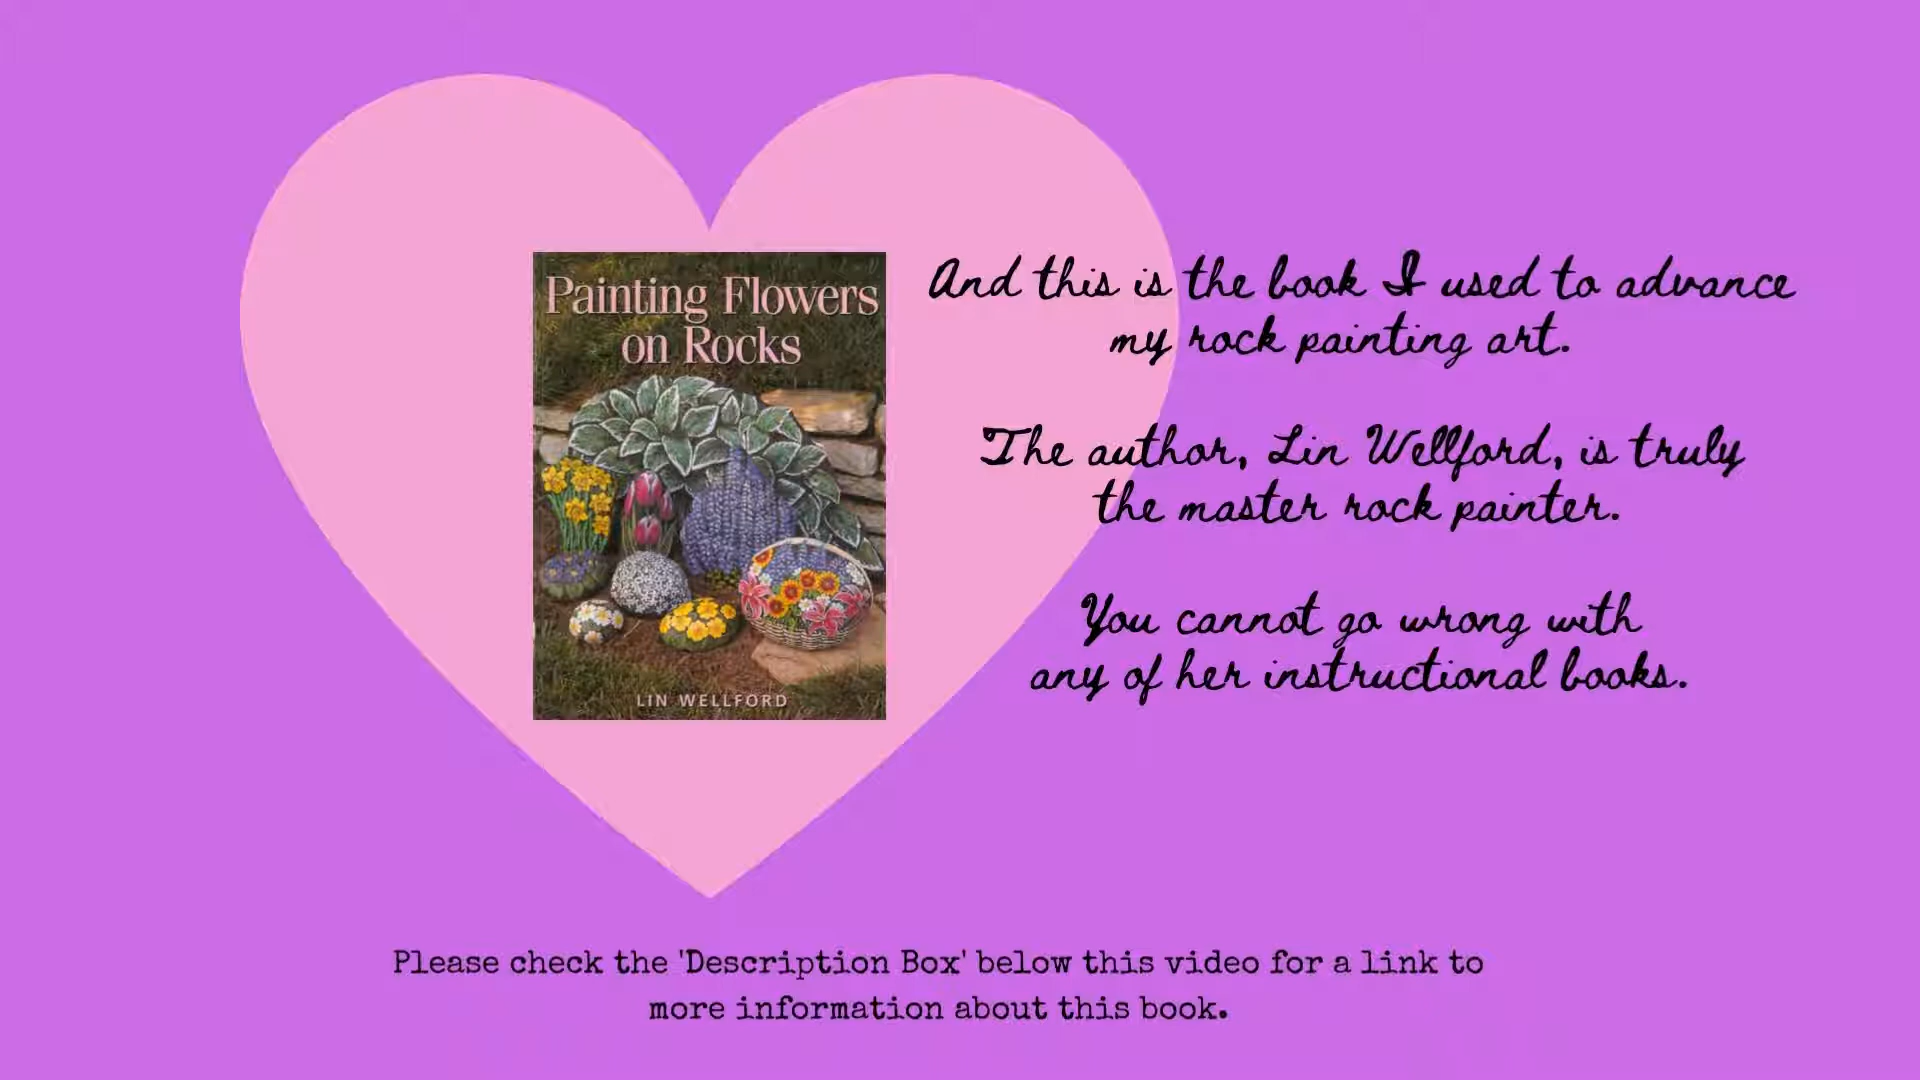 Painting Flowers
on Rocks
LIN WELLFORD
And this is the book I used to advance
my rock painting art.
The author, Lin Wellford, is truly
the master rock painter.
You cannot go wrong with
any of her instructional books.
Please check the 'Description Box' below this video for a link to
more information about this book.